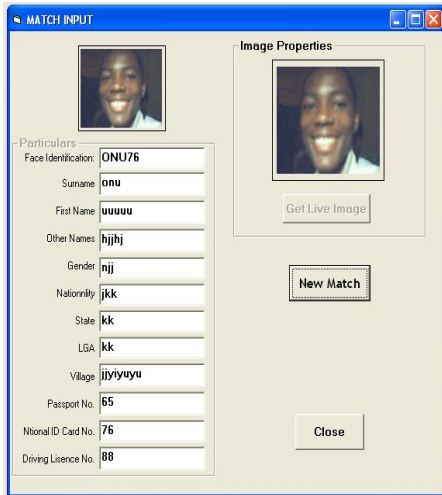 MATCH INPUT
Image Properties
Particulars
Face Identification: ONU76
Surname onu
First Name uuuuu
Other Names hjjhj
Gender njj
Nationnlity jkk
State kk
LGA kk
Village jjyiyuyu
Passport No. 65
Ntional ID Card No. 76
Driving Lisence No. 88
Get Live Image
New Match
Close